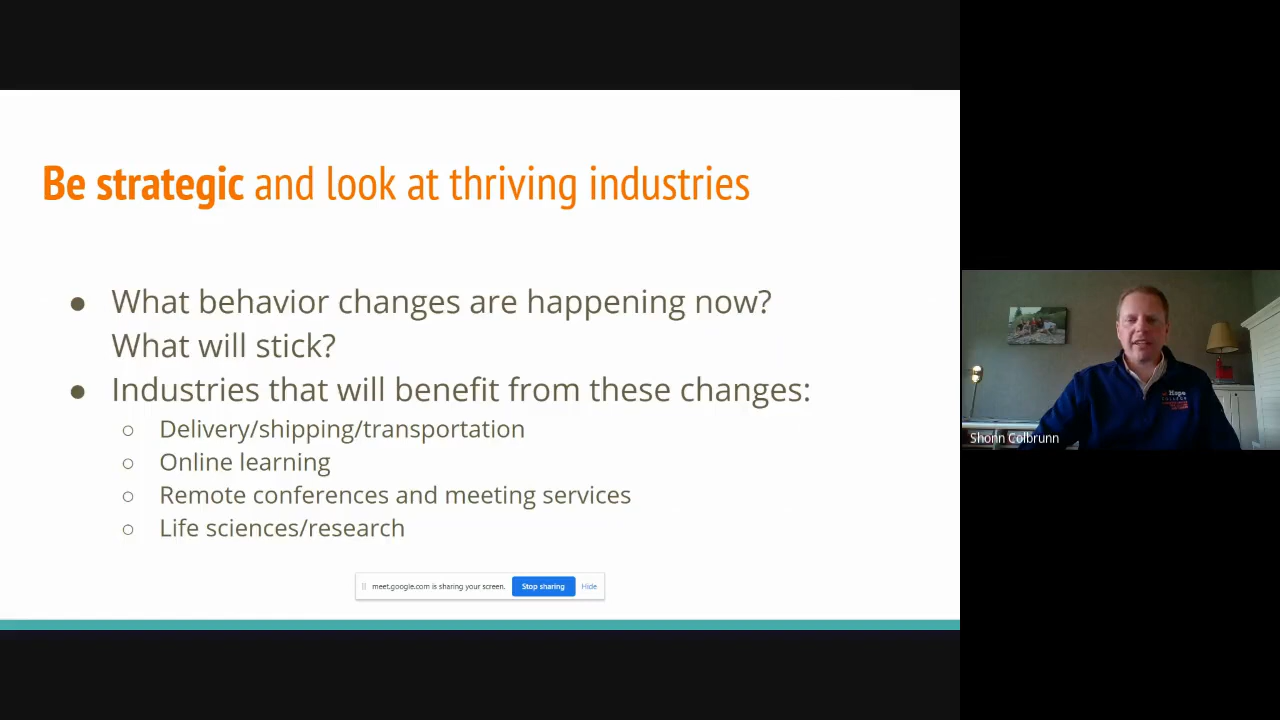 Be strategic and look at thriving industries
● What behavior changes are happening now?
What will stick?
● Industries that will benefit from these changes:
○ Delivery/shipping/transportation
○ Online learning
○ Remote conferences and meeting services
○ Life sciences/research
meet.google.com is sharing your screen. Stop sharing Hide
Shonn Colbrunn
Hope
COLLEGE